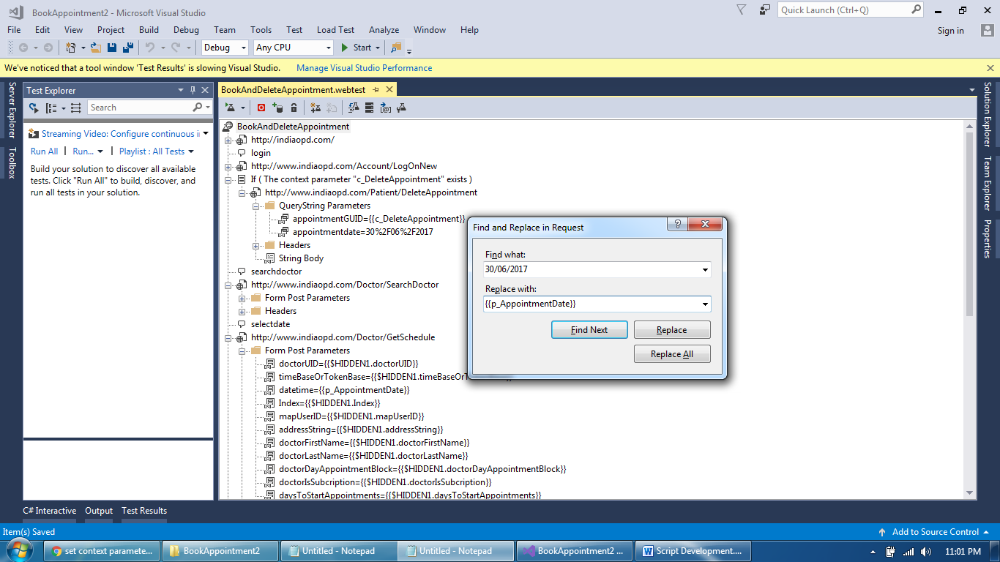 BookAppointment2 - Microsoft Visual Studio
Quick Launch (Ctrl+Q)
File Edit View Project Build Debug Team Tools Test Load Test Analyze Window Help
Sign in
Debug Any CPU Start
We've noticed that a tool window 'Test Results' is slowing Visual Studio. Manage Visual Studio Performance
Server Explorer
Toolbox
Test Explorer
Search
Streaming Video: Configure continuous i
Run All | Run... | Playlist : All Tests
Build your solution to discover all available
tests. Click "Run All" to build, discover, and
run all tests in your solution.
BookAndDeleteAppointment.webtest
BookAndDeleteAppointment
http://indiaopd.com/
login
http://www.indiaopd.com/Account/LogOnNew
If ( The context parameter "c_DeleteAppointment" exists )
http://www.indiaopd.com/Patient/DeleteAppointment
QueryString Parameters
appointmentGUID={{c_DeleteAppointment}}
appointmentdate=30%2F06%2F2017
Headers
String Body
searchdoctor
http://www.indiaopd.com/Doctor/SearchDoctor
Form Post Parameters
Headers
selectdate
http://www.indiaopd.com/Doctor/GetSchedule
Form Post Parameters
doctorUID={{$HIDDEN1.doctorUID}}
timeBaseOrTokenBase={{$HIDDEN1.timeBaseOrT
datetime={{p_AppointmentDate}}
Index={{$HIDDEN1.Index}}
mapUserID={{$HIDDEN1.mapUserID}}
addressString={{$HIDDEN1.addressString}}
doctorFirstName={{$HIDDEN1.doctorFirstName}}
doctorLastName={{$HIDDEN1.doctorLastName}}
doctorDayAppointmentBlock={{$HIDDEN1.doctorDayAppointmentBlock}}
doctorIsSubcription={{$HIDDEN1.doctorIsSubcription}}
daysToStartAppointments={{$HIDDEN1.daysToStartAppointments}}
Find and Replace in Request
?
Find what:
30/06/2017
Replace with:
{{p_AppointmentDate}}
Find Next Replace
Replace All
Solution Explorer
Team Explorer
Properties
C# Interactive Output Test Results
Item(s) Saved
Add to Source Control
set context paramete... BookAppointment2 Untitled - Notepad Untitled - Notepad BookAppointment2 ... Script Development.... 11:01 PM